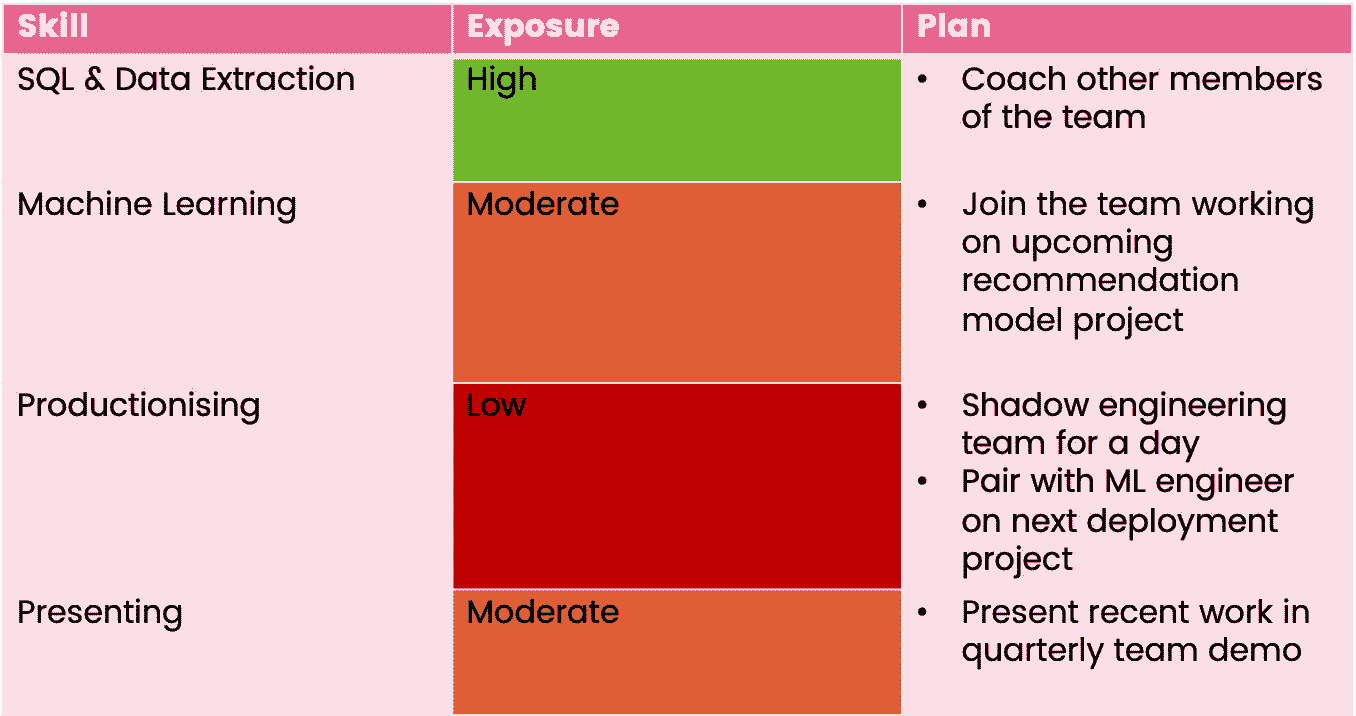 Skill Exposure Plan
SQL & Data Extraction High • Coach other members
of the team
Machine Learning Moderate • Join the team working
on upcoming
recommendation
model project
Productionising Low • Shadow engineering
team for a day
• Pair with ML engineer
on next deployment
project
Presenting Moderate • Present recent work in
quarterly team demo